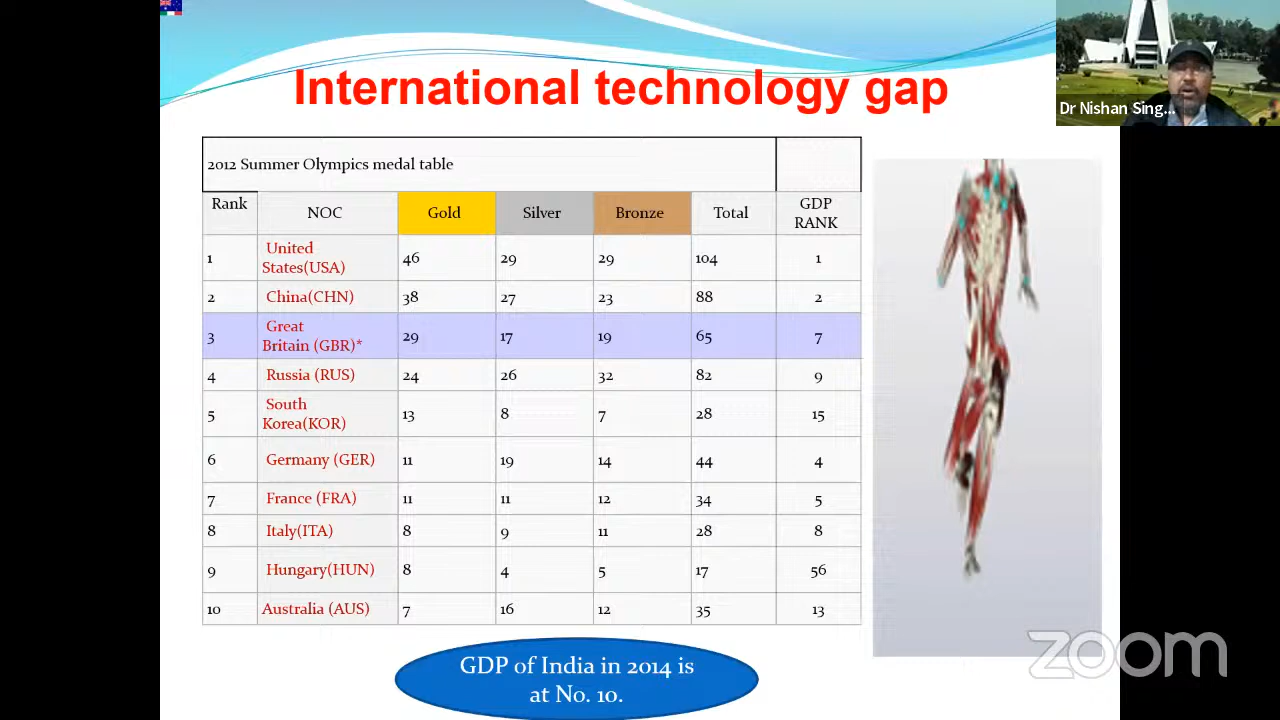 International technology gap
Dr Nishan Sing...
2012 Summer Olympics medal table
Rank NOC Gold Silver Bronze Total GDP
RANK
1 United
States(USA) 46 29 29 104 1
2 China(CHN) 38 27 23 88 2
3 Great
Britain (GBR)* 29 17 19 65 7
4 Russia (RUS) 24 26 32 82 9
5 South
Korea(KOR) 13 8 7 28 15
6 Germany (GER) 11 19 14 44 4
7 France (FRA) 11 11 12 34 5
8 Italy(ITA) 8 9 11 28 8
9 Hungary(HUN) 8 4 5 17 56
10 Australia (AUS) 7 16 12 35 13
GDP of India in 2014 is
at No. 10.
zoom